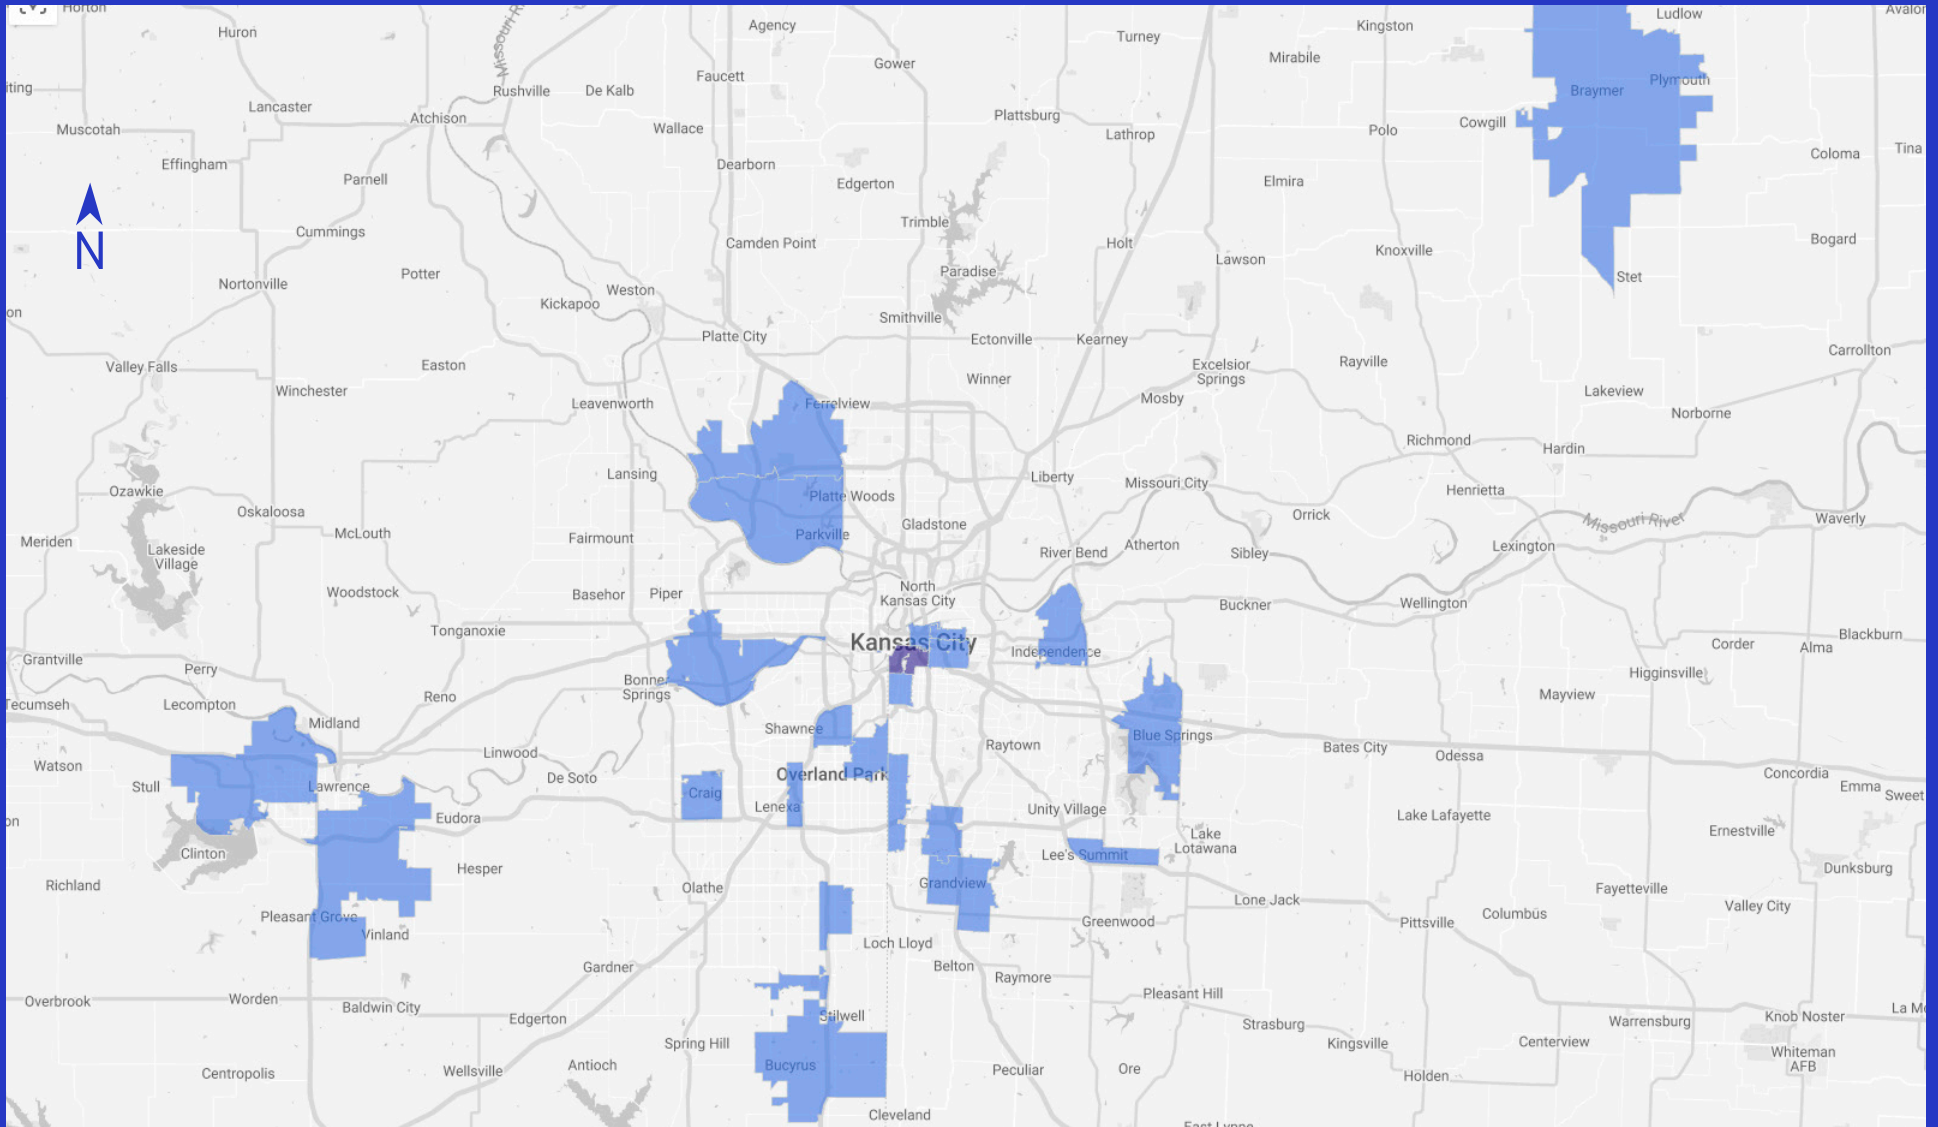 Horton
Huron
Agency
Turney
Kingston
Ludlow
Missouri
Faucett
Gower
Mirabile
Plymouth
Rushville
De Kalb
Braymer
Lancaster
Atchison
Plattsburg
Muscotah
Wallace
Lathrop
Polo
Cowgill
Effingham
Dearborn
Coloma
Tina
Parnell
Edgerton
Elmira
N
Trimble
Cummings
Camden Point
Holt
Knoxville
Bogard
Potter
Paradise
Lawson
Stet
Nortonville
Weston
Kickapoo
Smithville
Platte City
Ectonville
Kearney
Carrollton
Valley Falls
Easton
Excelsior
Springs
Rayville
Winchester
Winner
Lakeview
Leavenworth
Ferrelview
Mosby
Norborne
Richmond
Hardin
Lansing
Liberty
Missouri City
Ozawkie
Platte Woods
Henrietta
Oskaloosa
Orrick
Missouri River
Waverly
McLouth
Fairmount
Parkville
Gladstone
Meriden
Lakeside
Village
River Bend
Atherton
Sibley
Lexington
Woodstock
Basehor
Piper
North
Kansas City
Buckner
Wellington
Tonganoxie
Kansas City
Independence
Corder
Alma
Blackburn
Grantville
Perry
Bonner
Springs
Higginsville
Tecumseh
Lecompton
Reno
Mayview
Midland
Shawnee
Blue Springs
Linwood
Raytown
Bates City
Odessa
Watson
Stull
Lawrence
De Soto
Overland Park
Concordia
Emma
Sweet
Craig
Lenexa
Unity Village
Eudora
Lake Lafayette
Ernestville
Clinton
Lake
Lotawana
Lee's Summit
Hesper
Dunksburg
Richland
Olathe
Grandview
Fayetteville
Lone Jack
Valley City
Pleasant Grove
Greenwood
Pittsville
Columbus
Vinland
Loch Lloyd
Gardner
Belton
Raymore
Overbrook
Worden
Baldwin City
Pleasant Hill
Edgerton
Stilwell
Strasburg
Warrensburg
Knob Noster
La M
Spring Hill
Kingsville
Centerview
Whiteman
AFB
Centropolis
Wellsville
Antioch
Bucyrus
Peculiar
Ore
Holden
Cleveland